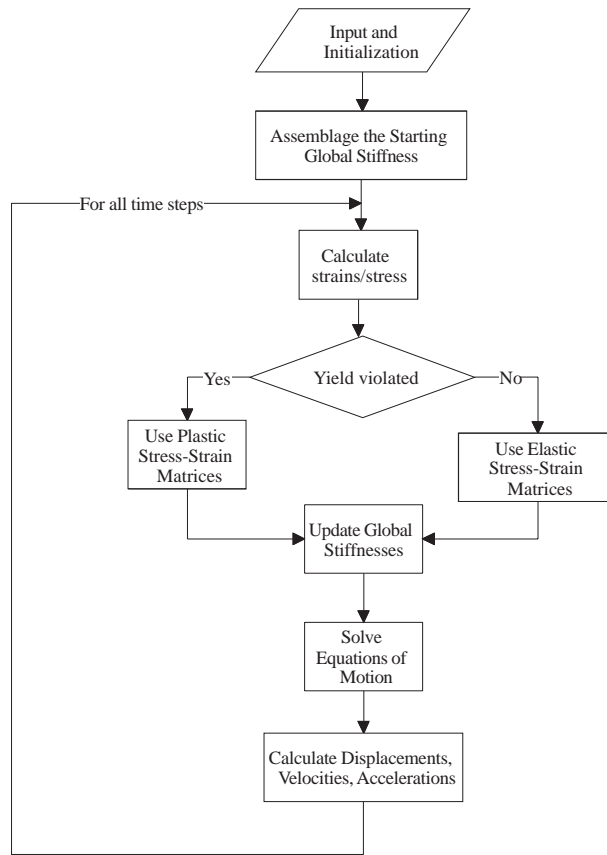 Input and
Initialization
Assemblage the Starting
Global Stiffness
For all time steps
Calculate
strains/stress
Yes
Yield violated
No
Use Plastic
Stress-Strain
Matrices
Use Elastic
Stress-Strain
Matrices
Update Global
Stiffnesses
Solve
Equations of
Motion
Calculate Displacements,
Velocities, Accelerations